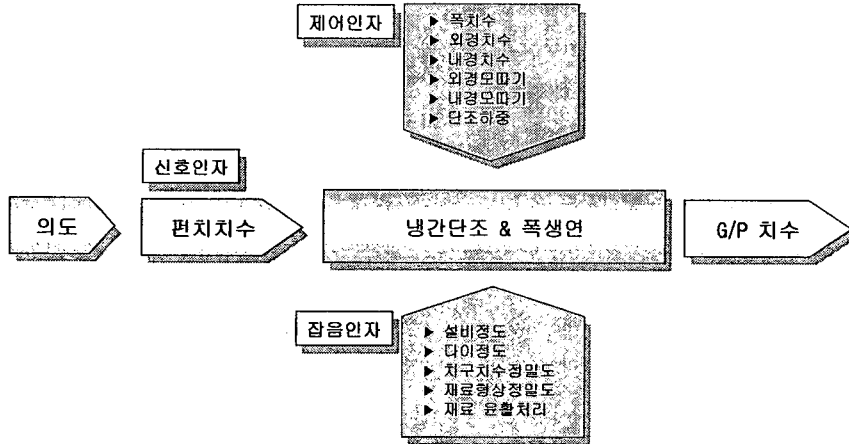 제어인자
▶ 폭치수
▶ 외경치수
▶ 내경치수
▶ 외경모따기
▶ 내경모따기
▶ 단조하중
신호인자
의도
펀치치수
냉간단조 & 폭생연
G/P 치수
잡음인자
▶ 설비정도
▶ 다이정도
▶ 치구치수정밀도
▶ 재료형상정밀도
▶ 재료 윤활처리